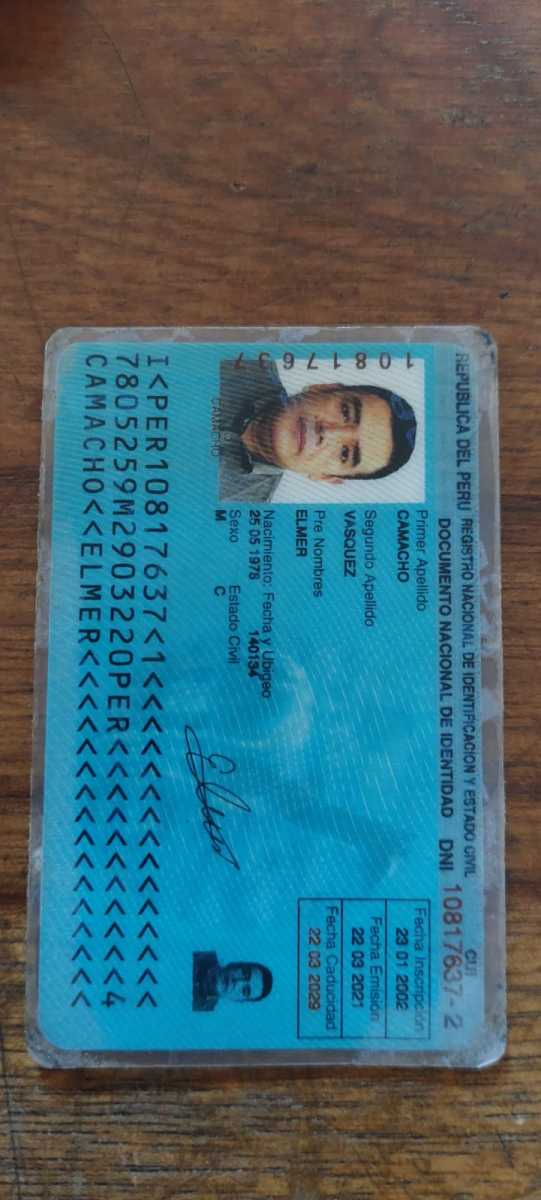 REPUBLICA DEL PERU REGISTRO NACIONAL DE IDENTIFICACION Y ESTADO CIVIL
DOCUMENTO NACIONAL DE IDENTIDAD DNI 10817637 - 2
CUI
10817637
CAMACHO
Primer Apellido
CAMACHO
Segundo Apellido
VASQUEZ
Pre Nombres
ELMER
Nacimiento: Fecha y Ubigeo
25 05 1978 140134
Sexo Estado Civil
M C
Fecha Inscripción
23 01 2002
Fecha Emisión
22 03 2021
Fecha Caducidad
22 03 2029
I<PER10817637<1<<<<<<<<<<<<<<<
7805259M2903220PER<<<<<<<<<<<4
CAMACHO<<ELMER<<<<<<<<<<<<<<<<